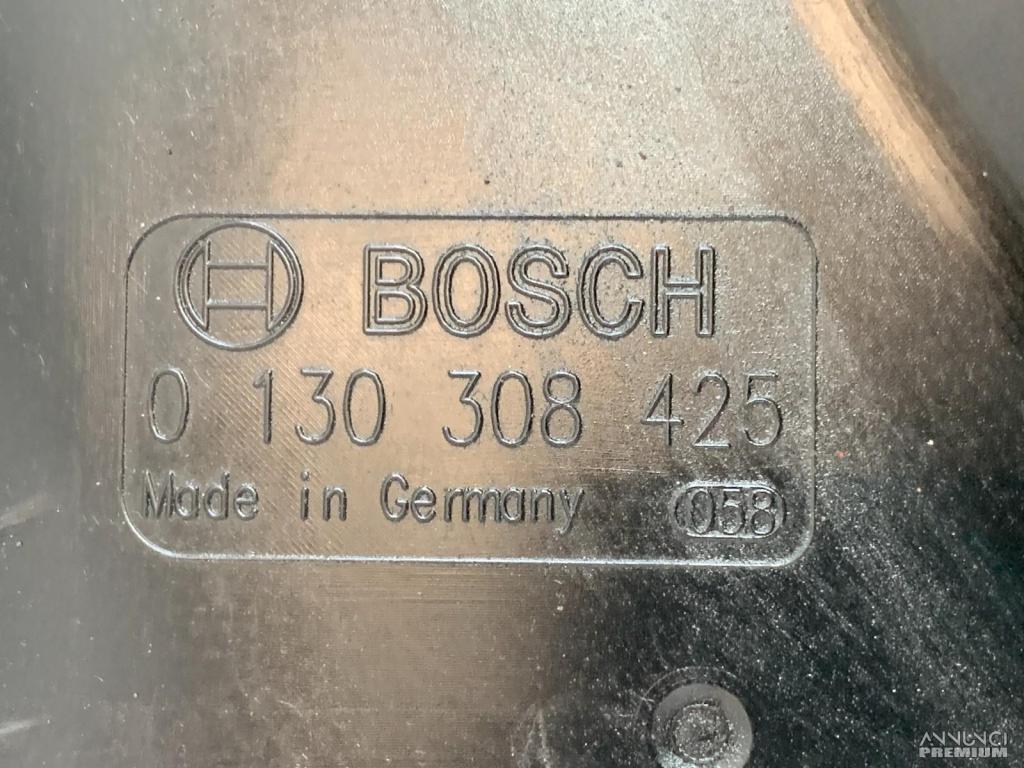 BOSCH
0 130 308 425
Made in Germany 058
ANNUNCI
PREMIUM